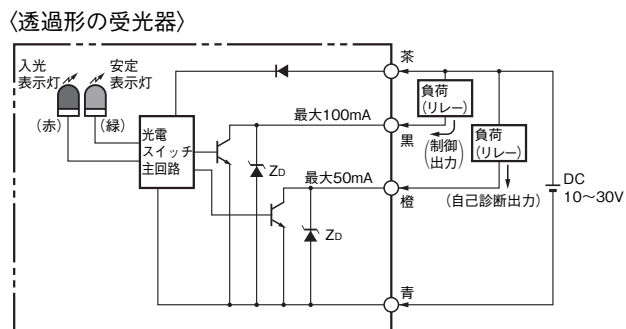 〈透過形の受光器〉
入光
表示灯
安定
表示灯
(赤)
(緑)
光電
スイッチ
主回路
最大100mA
ZD
最大50mA
ZD
茶
黒
橙
青
負荷
(リレー)
(制御
出力)
負荷
(リレー)
(自己診断出力)
DC
10～30V